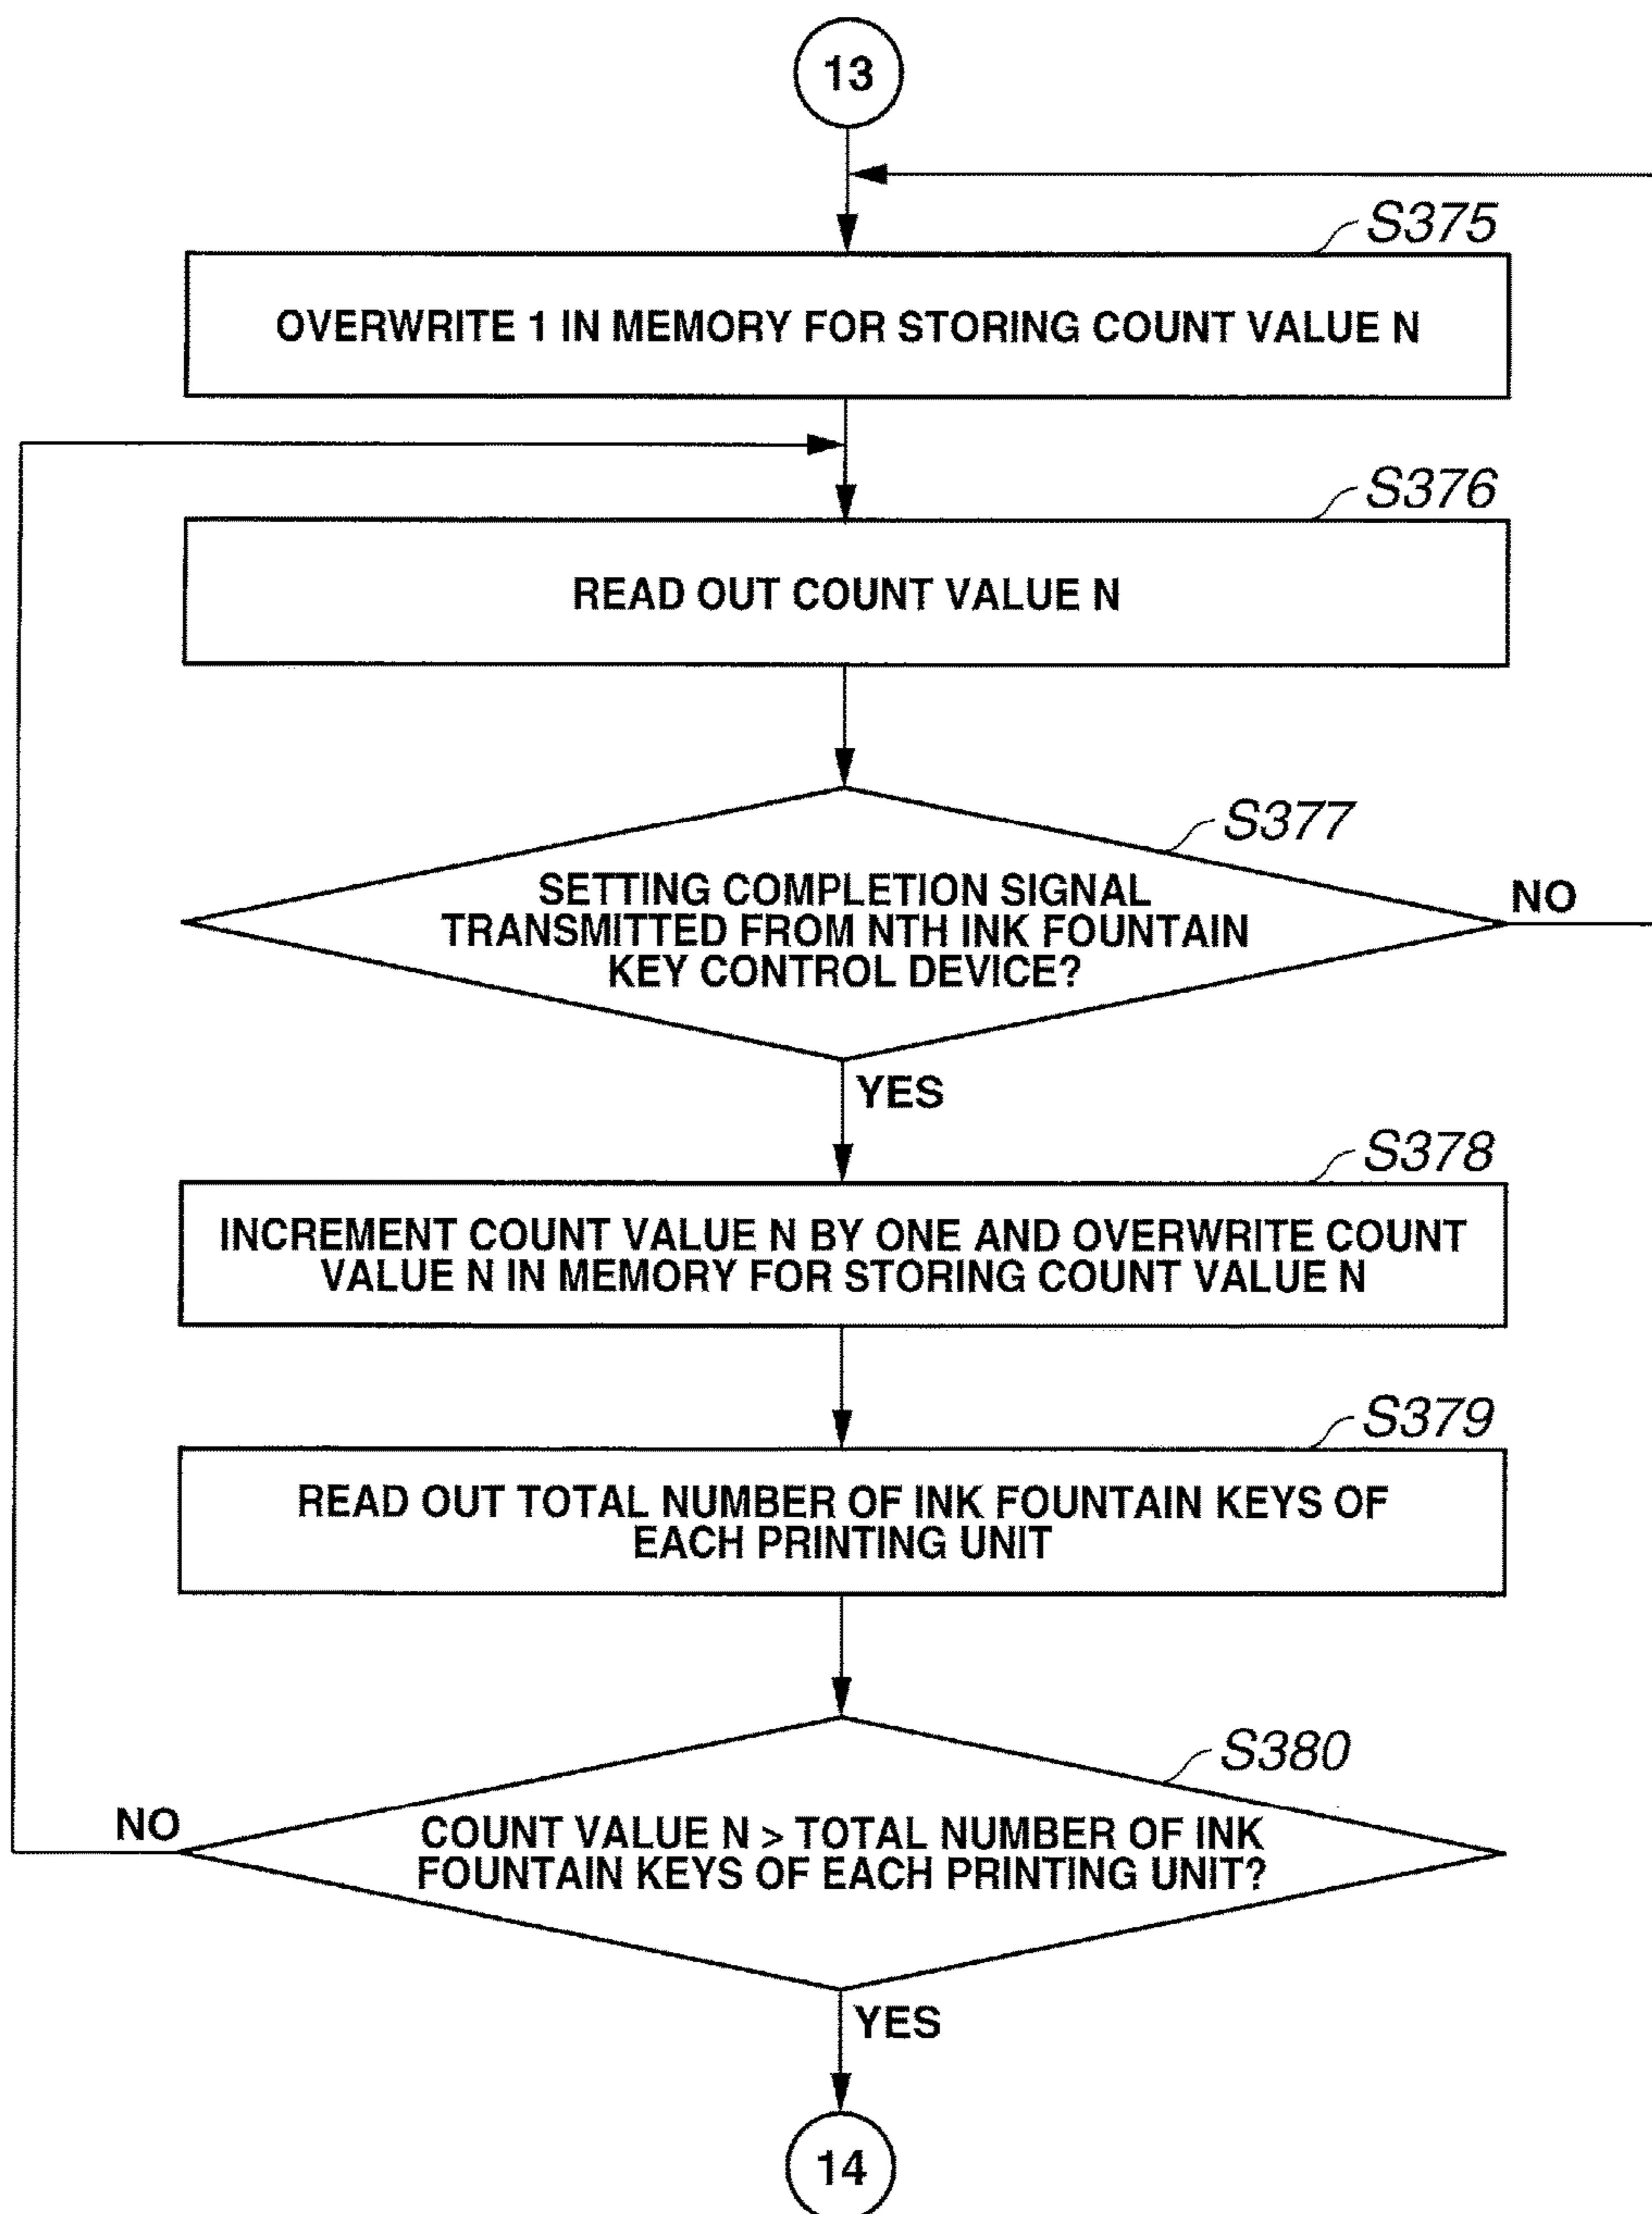 13
S375
OVERWRITE 1 IN MEMORY FOR STORING COUNT VALUE N
S376
READ OUT COUNT VALUE N
S377
SETTING COMPLETION SIGNAL
TRANSMITTED FROM NTH INK FOUNTAIN
KEY CONTROL DEVICE?
NO
YES
S378
INCREMENT COUNT VALUE N BY ONE AND OVERWRITE COUNT
VALUE N IN MEMORY FOR STORING COUNT VALUE N
S379
READ OUT TOTAL NUMBER OF INK FOUNTAIN KEYS OF
EACH PRINTING UNIT
S380
NO
COUNT VALUE N > TOTAL NUMBER OF INK
FOUNTAIN KEYS OF EACH PRINTING UNIT?
YES
14